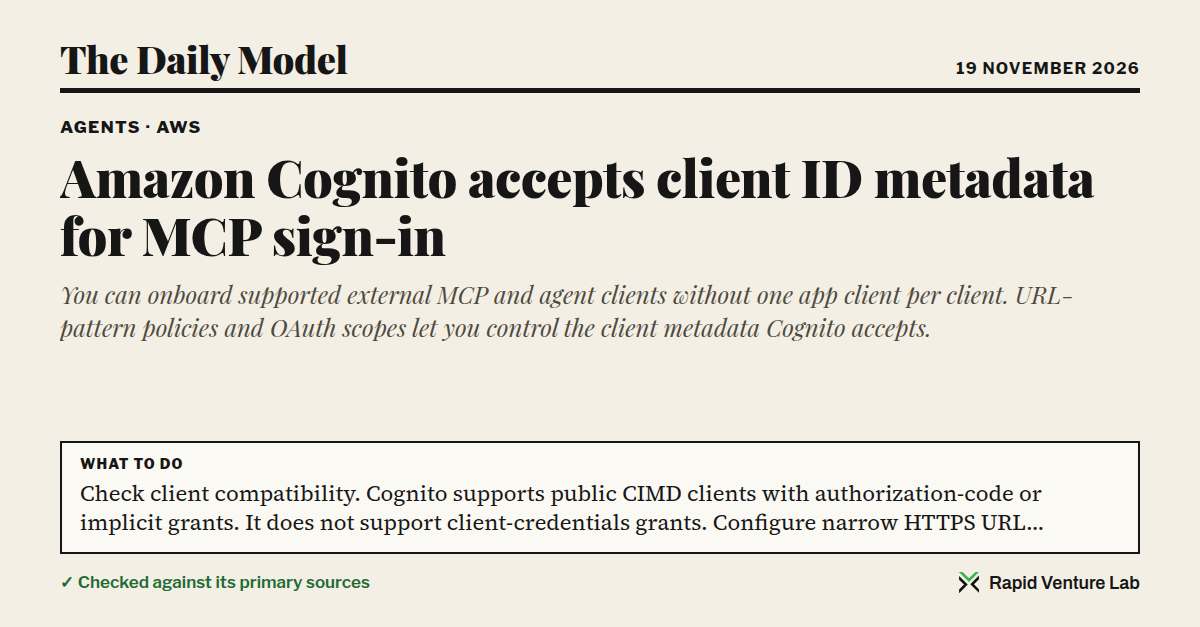 The Daily Model
19 NOVEMBER 2026
AGENTS · AWS
Amazon Cognito accepts client ID metadata
for MCP sign-in
You can onboard supported external MCP and agent clients without one app client per client. URL-
pattern policies and OAuth scopes let you control the client metadata Cognito accepts.
WHAT TO DO
Check client compatibility. Cognito supports public CIMD clients with authorization-code or
implicit grants. It does not support client-credentials grants. Configure narrow HTTPS URL...
✓ Checked against its primary sources
Rapid Venture Lab